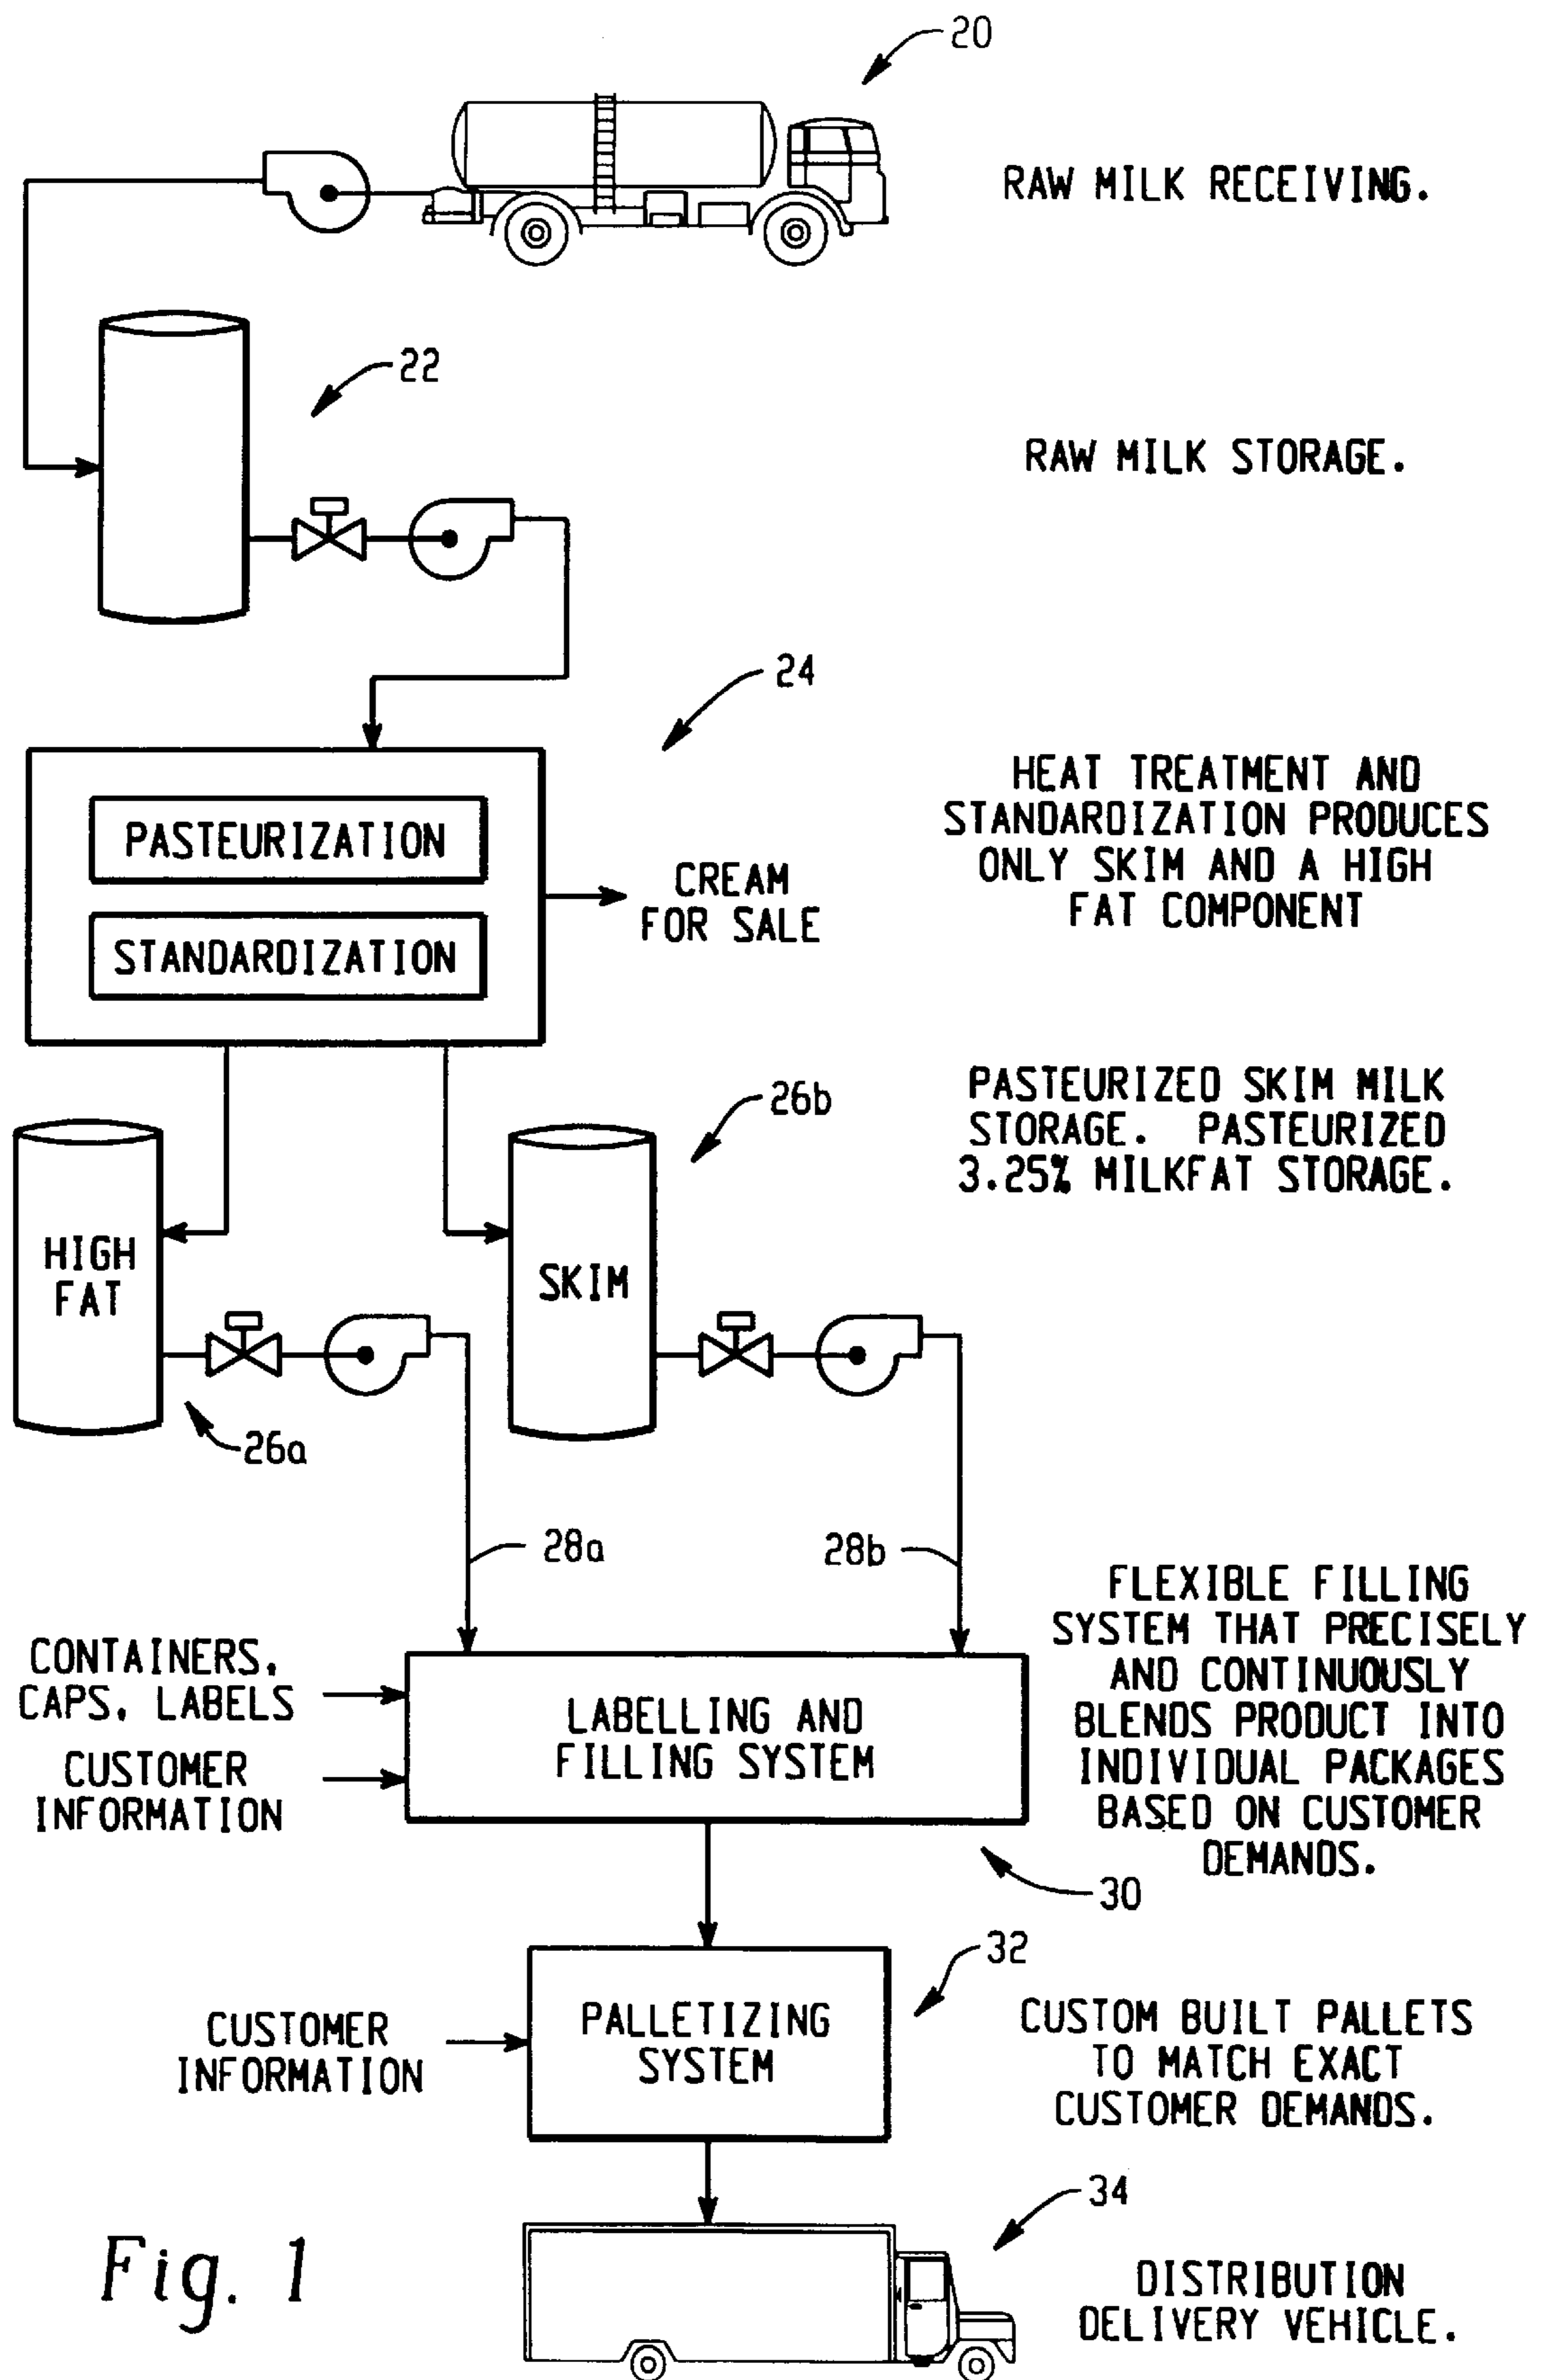 20
RAW MILK RECEIVING.
22
RAW MILK STORAGE.
24
HEAT TREATMENT AND
STANDARDIZATION PRODUCES
ONLY SKIM AND A HIGH
FAT COMPONENT
PASTEURIZATION
STANDARDIZATION
CREAM
FOR SALE
26b
PASTEURIZED SKIM MILK
STORAGE. PASTEURIZED
3.25% MILKFAT STORAGE.
HIGH
FAT
SKIM
26a
28a
28b
FLEXIBLE FILLING
SYSTEM THAT PRECISELY
AND CONTINUOUSLY
BLENDS PRODUCT INTO
INDIVIDUAL PACKAGES
BASED ON CUSTOMER
DEMANDS.
CONTAINERS,
CAPS, LABELS
CUSTOMER
INFORMATION
LABELLING AND
FILLING SYSTEM
30
32
CUSTOMER
INFORMATION
PALLETIZING
SYSTEM
CUSTOM BUILT PALLETS
TO MATCH EXACT
CUSTOMER DEMANDS.
34
Fig. 1
DISTRIBUTION
DELIVERY VEHICLE.